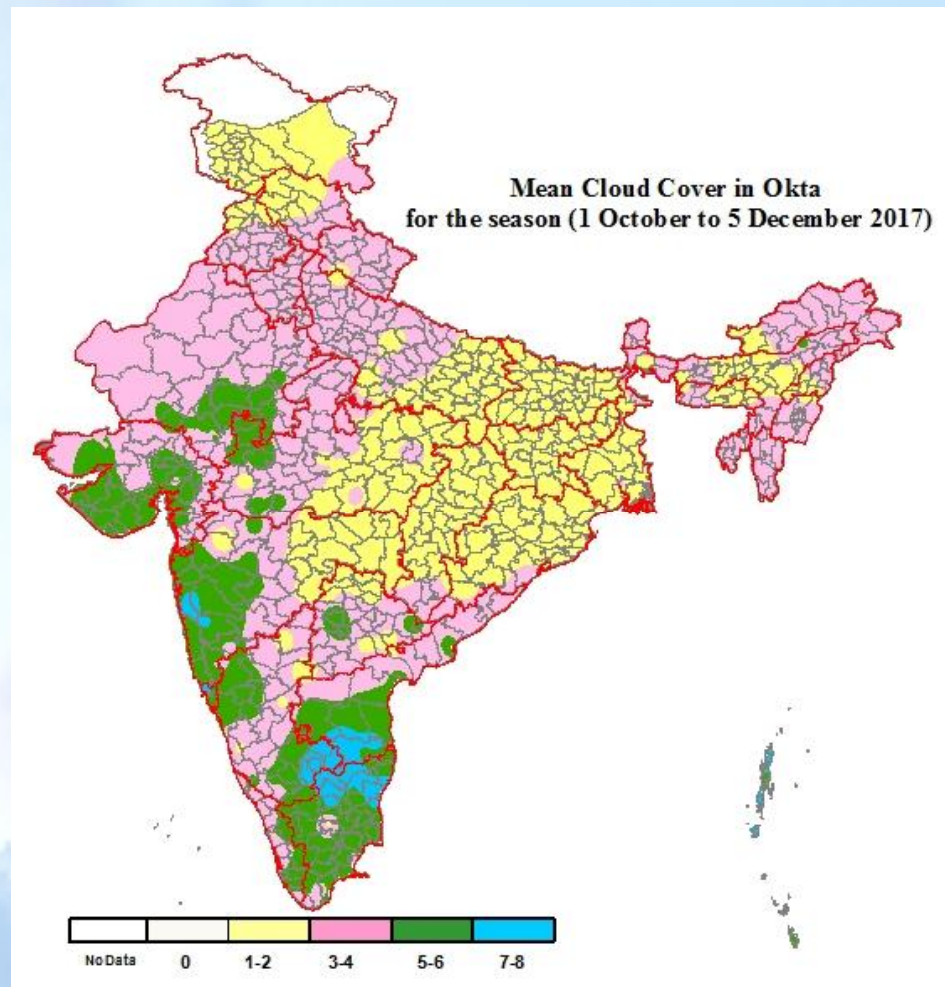 Mean Cloud Cover in Okta
for the season (1 October to 5 December 2017)
No Data 0 1-2 3-4 5-6 7-8